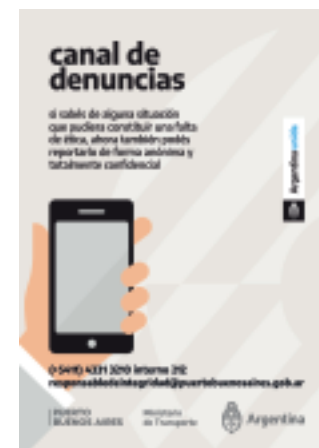 canal de
denuncias
si sabés de alguna situación
que pudiera constituir una falta
de ética, ahora también podés
reportarlo de forma anónima y
totalmente confidencial
Argentina unida
(+5411) 4331 3210 interno 212
responsabledeintegridad@puertobuenosaires.gob.ar
PUERTO
BUENOS AIRES
Ministerio
de Transporte
Argentina